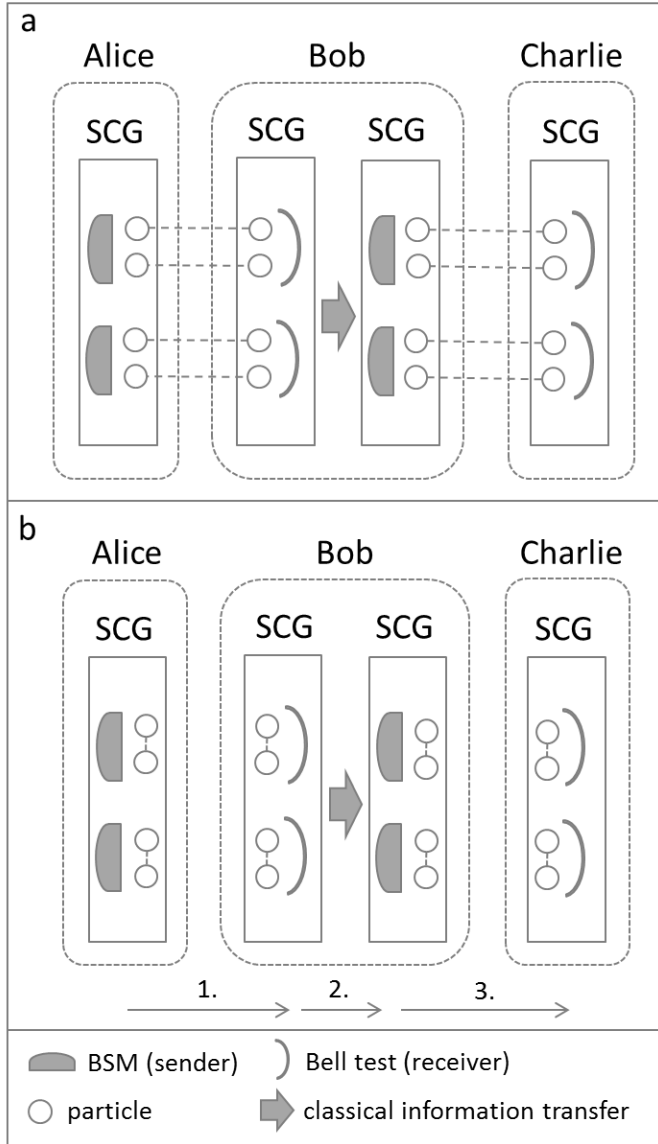 a
Alice Bob Charlie
SCG SCG SCG SCG
b
Alice Bob Charlie
SCG SCG SCG SCG
1. 2. 3.
BSM (sender) Bell test (receiver)
particle classical information transfer